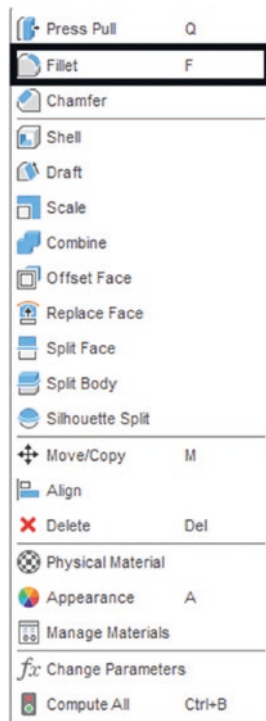 Press Pull Q
Fillet F
Chamfer
Shell
Draft
Scale
Combine
Offset Face
Replace Face
Split Face
Split Body
Silhouette Split
Move/Copy M
Align
Delete Del
Physical Material
Appearance A
Manage Materials
fx Change Parameters
Compute All Ctrl+B